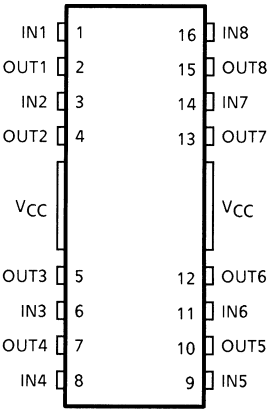 IN1 1 16 IN8
OUT1 2 15 OUT8
IN2 3 14 IN7
OUT2 4 13 OUT7
VCC VCC
OUT3 5 12 OUT6
IN3 6 11 IN6
OUT4 7 10 OUT5
IN4 8 9 IN5